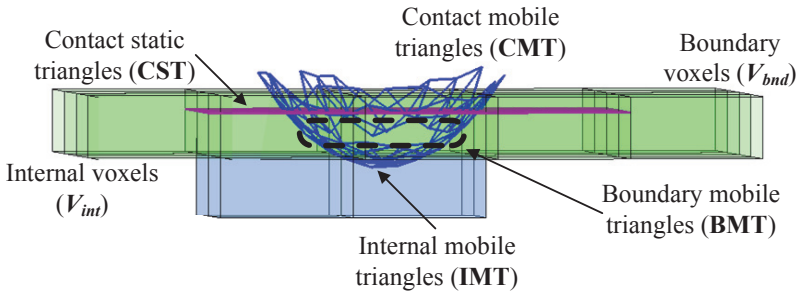 Contact static
triangles (CST)
Contact mobile
triangles (CMT)
Boundary
voxels (Vbnd)
Internal voxels
(Vint)
Internal mobile
triangles (IMT)
Boundary mobile
triangles (BMT)